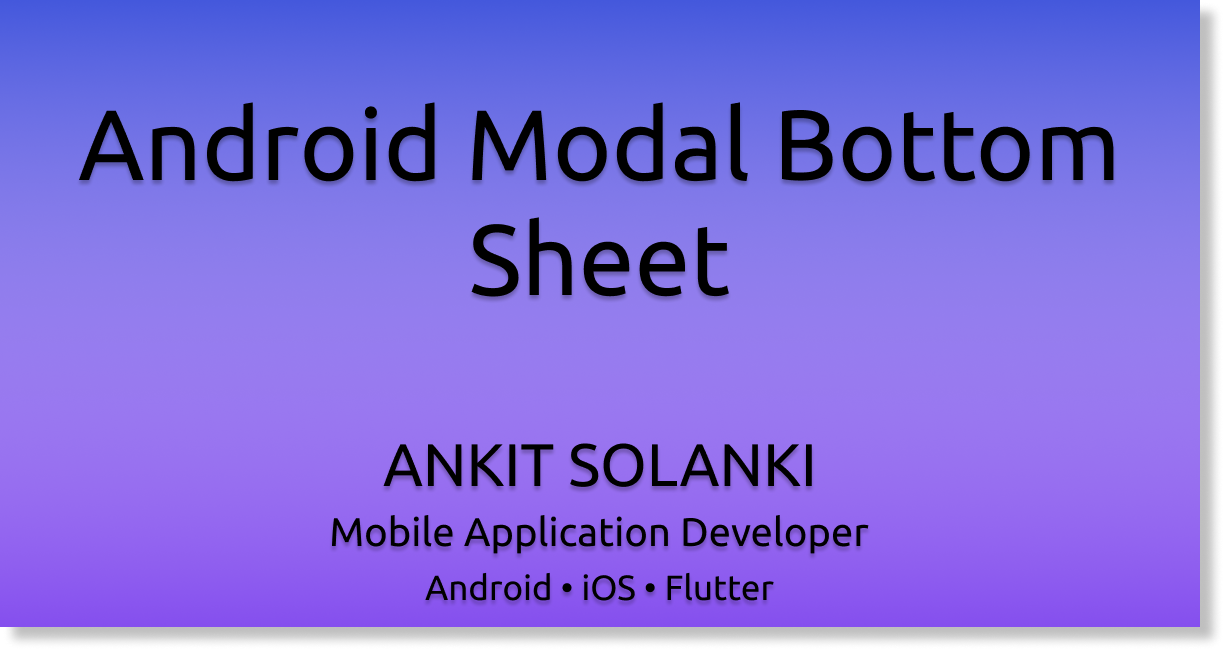 Android Modal Bottom
Sheet
ANKIT SOLANKI
Mobile Application Developer
Android • iOS • Flutter